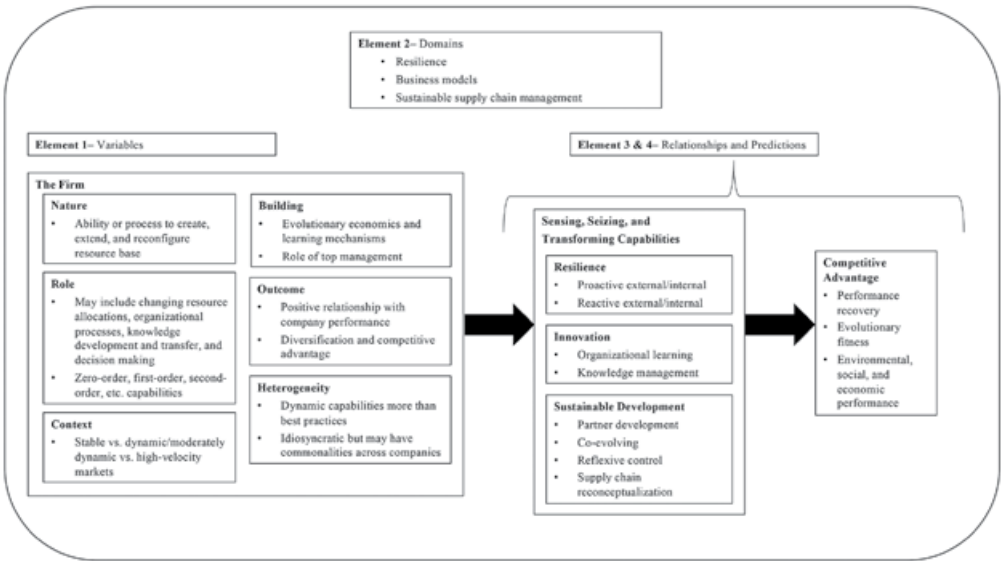 Element 2– Domains
• Resilience
• Business models
• Sustainable supply chain management
Element 1– Variables
The Firm
Nature
• Ability or process to create,
extend, and reconfigure
resource base
Role
• May include changing resource
allocations, organizational
processes, knowledge
development and transfer, and
decision making
• Zero-order, first-order, second-
order, etc. capabilities
Context
• Stable vs. dynamic/moderately
dynamic vs. high-velocity
markets
Building
• Evolutionary economics and
learning mechanisms
• Role of top management
Outcome
• Positive relationship with
company performance
• Diversification and competitive
advantage
Heterogeneity
• Dynamic capabilities more than
best practices
• Idiosyncratic but may have
commonalities across companies
Element 3 & 4– Relationships and Predictions
Sensing, Seizing, and
Transforming Capabilities
Resilience
• Proactive external/internal
• Reactive external/internal
Innovation
• Organizational learning
• Knowledge management
Sustainable Development
• Partner development
• Co-evolving
• Reflexive control
• Supply chain
reconceptualization
Competitive
Advantage
• Performance
recovery
• Evolutionary
fitness
• Environmental,
social, and
economic
performance